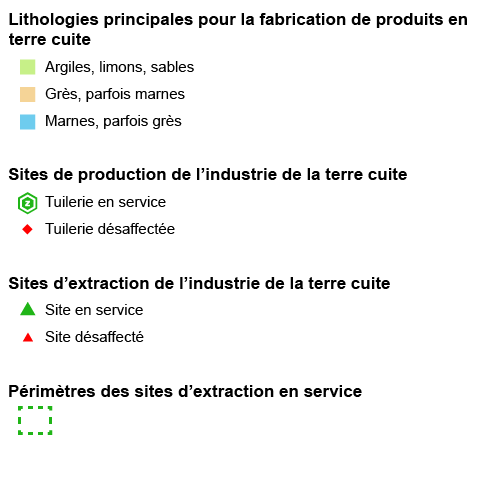 Lithologies principales pour la fabrication de produits en
terre cuite
Argiles, limons, sables
Grès, parfois marnes
Marnes, parfois grès
Sites de production de l’industrie de la terre cuite
Tuilerie en service
Tuilerie désaffectée
Sites d’extraction de l’industrie de la terre cuite
Site en service
Site désaffecté
Périmètres des sites d’extraction en service